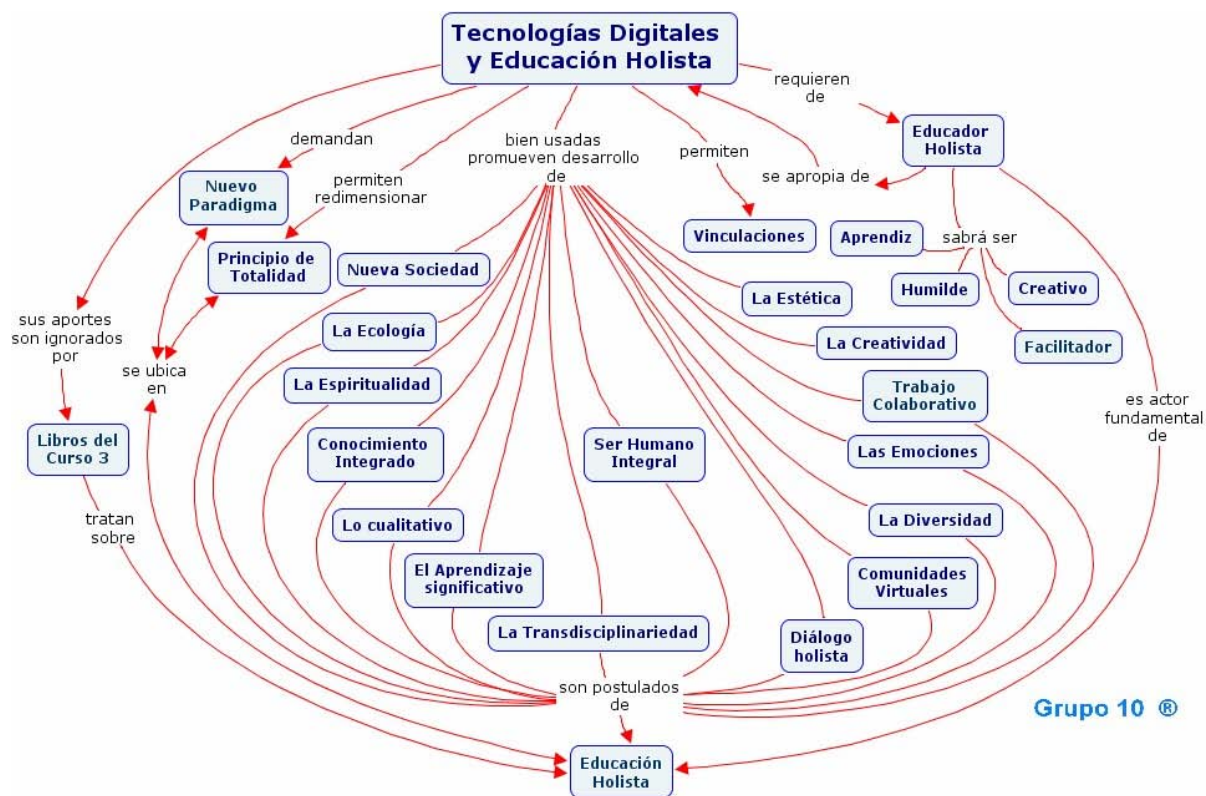 Tecnologías Digitales
y Educación Holista
requieren
de
Educador
Holista
demandan
bien usadas
promueven desarrollo
de
permiten
se apropia de
Nuevo
Paradigma
permiten
redimensionar
Vinculaciones
Aprendiz
sabrá ser
Principio de
Totalidad
Nueva Sociedad
La Estética
Humilde
Creativo
sus aportes
son ignorados
por
La Ecología
La Creatividad
Facilitador
se ubica
en
La Espiritualidad
Trabajo
Colaborativo
es actor
fundamental
de
Libros del
Curso 3
Conocimiento
Integrado
Ser Humano
Integral
Las Emociones
tratan
sobre
Lo cualitativo
La Diversidad
El Aprendizaje
significativo
Comunidades
Virtuales
La Transdisciplinariedad
Diálogo
holista
son postulados
de
Grupo 10 ®
Educación
Holista